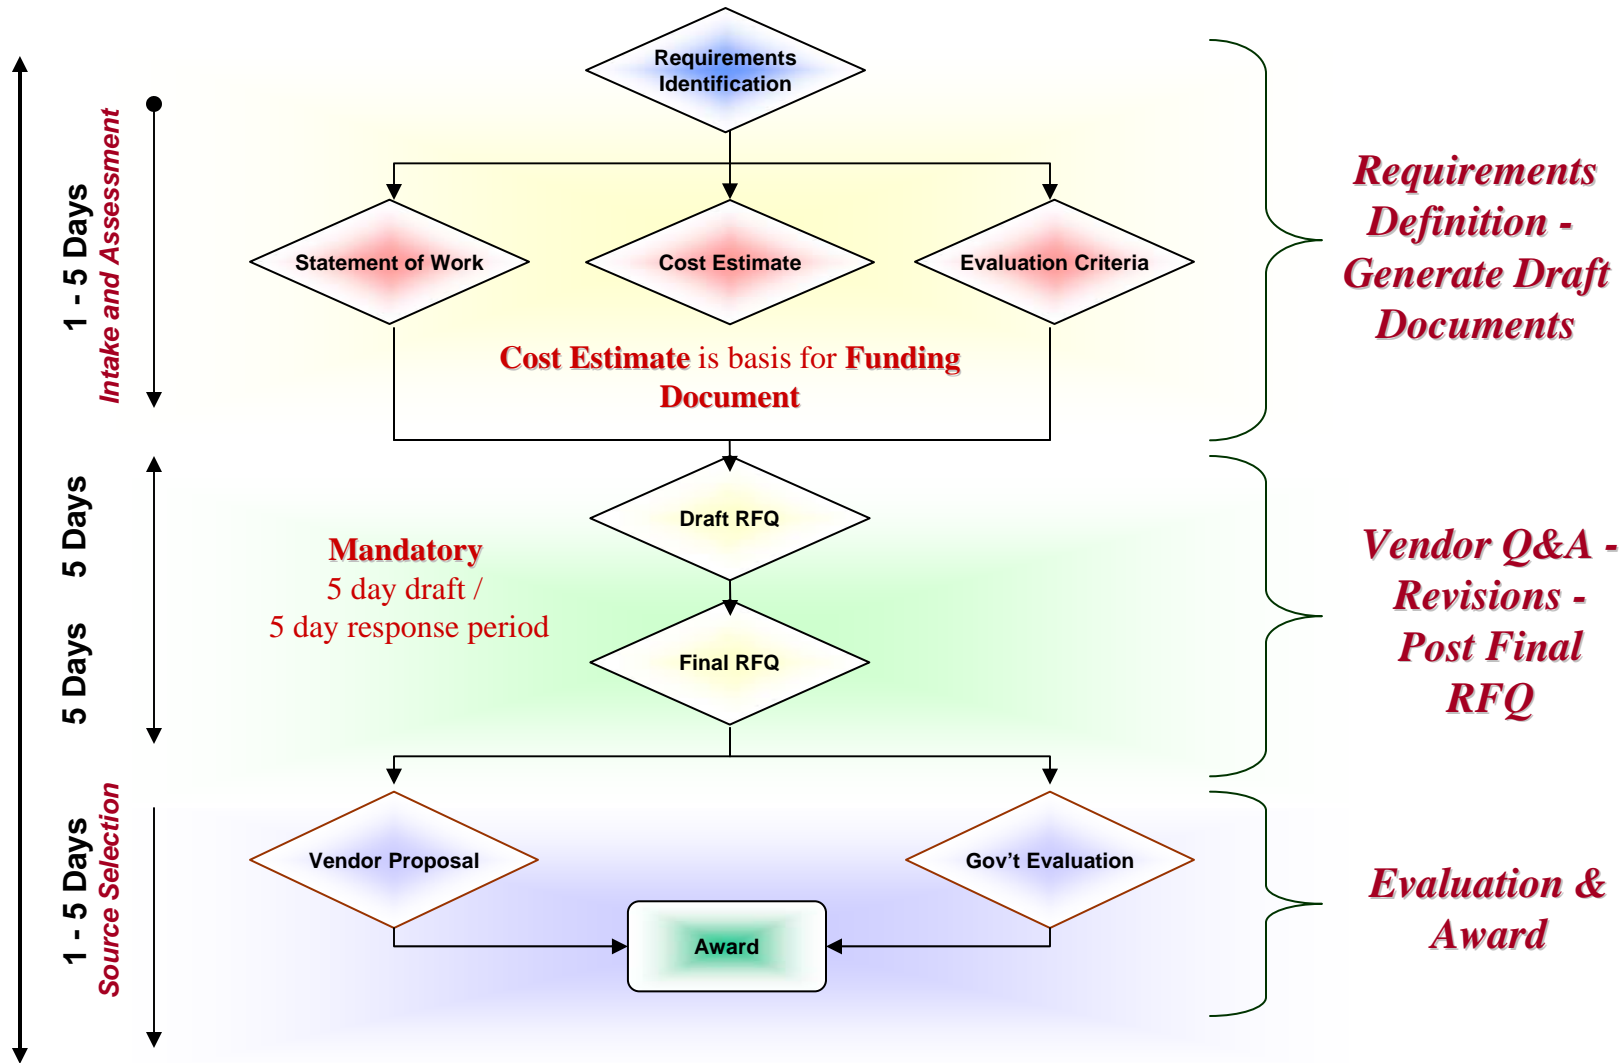 Requirements
Identification
1 - 5 Days
Intake and Assessment
Statement of Work
Cost Estimate
Evaluation Criteria
Cost Estimate is basis for Funding
Document
Requirements
Definition -
Generate Draft
Documents
5 Days
5 Days
Draft RFQ
Mandatory
5 day draft /
5 day response period
Final RFQ
Vendor Q&A -
Revisions -
Post Final
RFQ
1 - 5 Days
Source Selection
Vendor Proposal
Gov’t Evaluation
Award
Evaluation &
Award